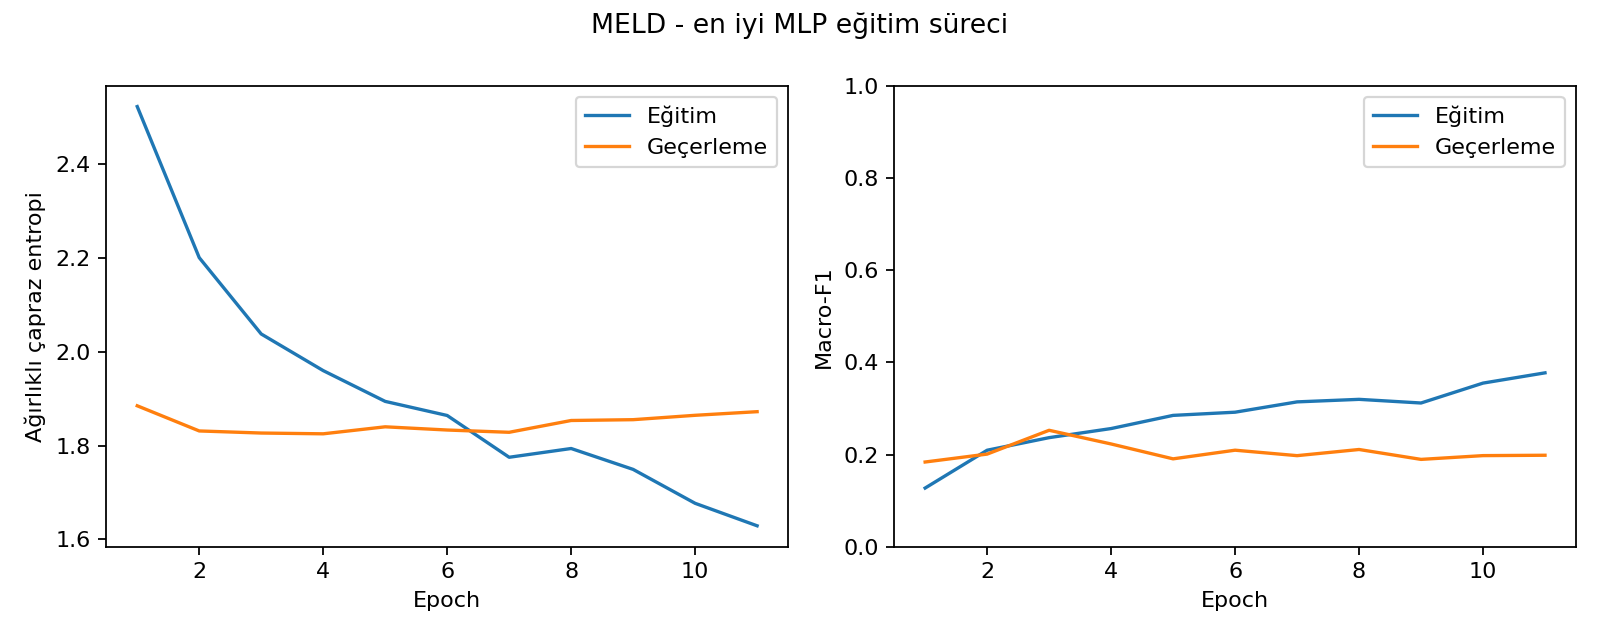 MELD - en iyi MLP eğitim süreci
Ağırlıklı çapraz entropi
2.4
2.2
2.0
1.8
1.6
2
4
6
8
10
Epoch
Eğitim
Geçerleme
Macro-F1
1.0
0.8
0.6
0.4
0.2
0.0
2
4
6
8
10
Epoch
Eğitim
Geçerleme